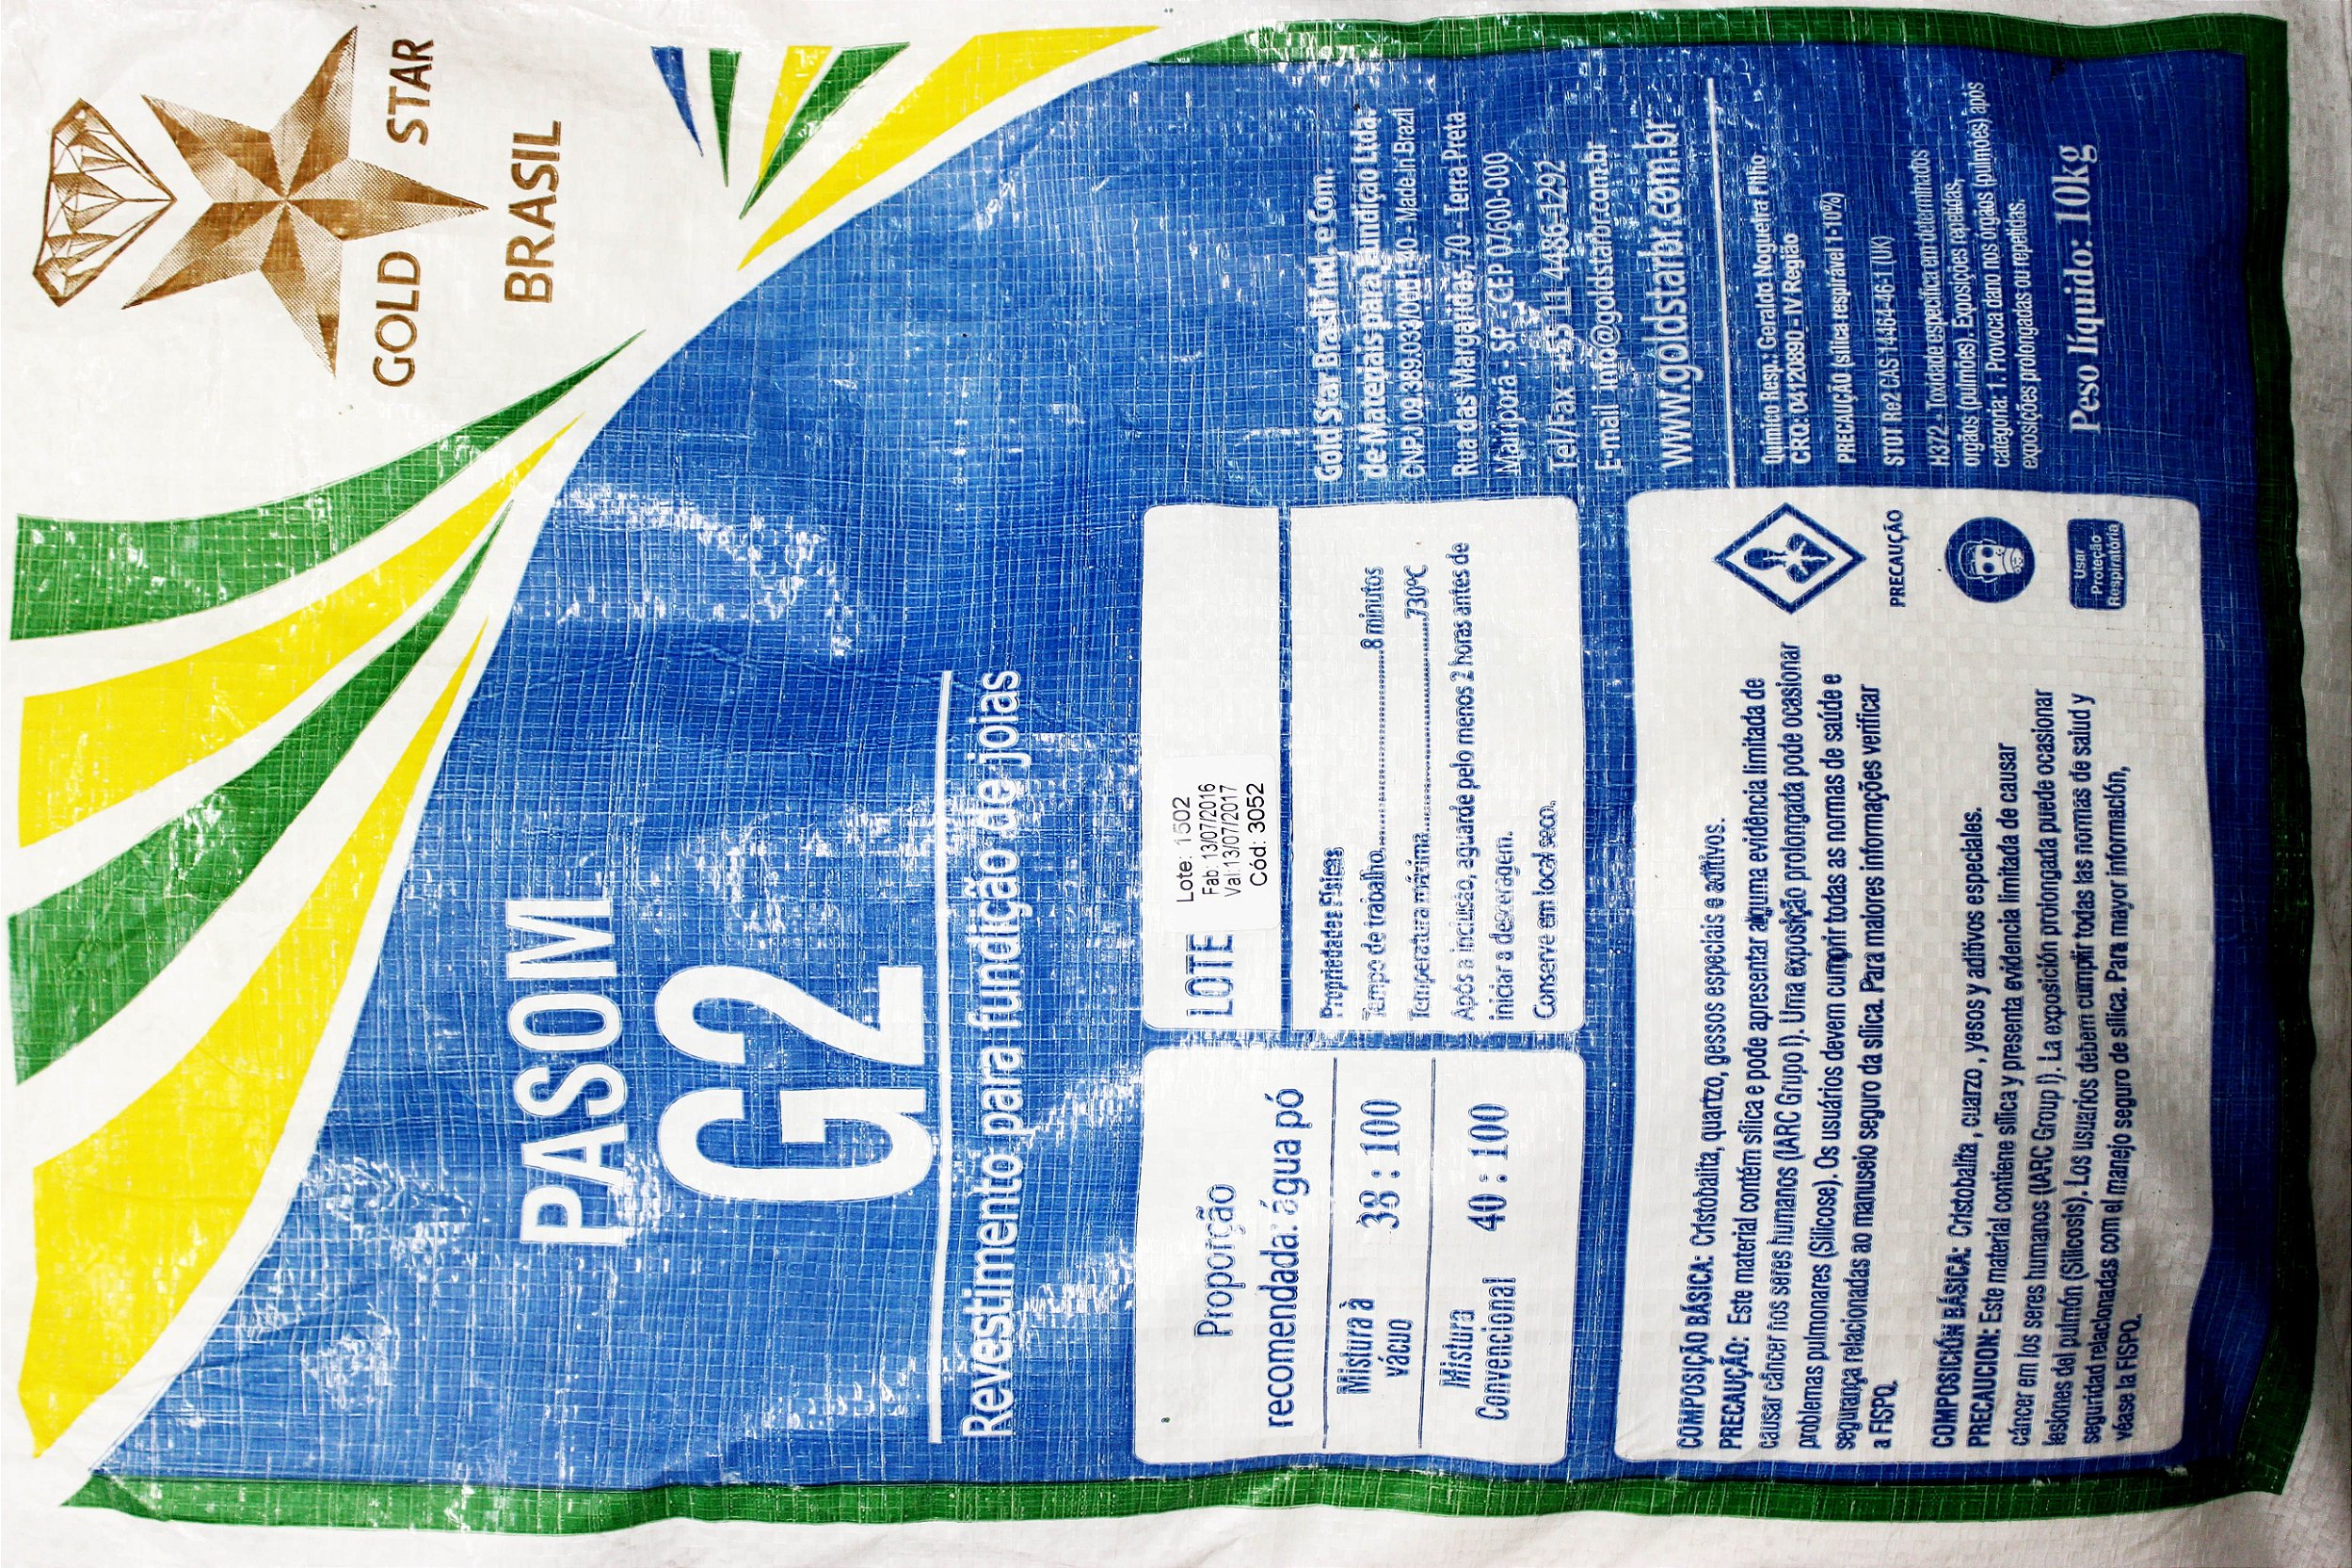 GOLD STAR
BRASIL
PASOM
G2
Revestimento para fundição de joias
Proporção
recomendada: água pó
Mistura à
vácuo
38 : 100
Mistura
Convencional
40 : 100
LOTE
Lote: 1502
Fab: 13/07/2016
Val: 13/07/2017
Cód: 3052
Propriedades Físicas
Tempo de trabalho 8 minutos
Temperatura máxima 730ºC
Após a inclusão, aguarde pelo menos 2 horas antes de
iniciar a deceragem.
Conserve em local seco.
Gold Star Brasil Ind. e Con.
de Materiais para Fundição Ltda.
CNPJ Made in Brazil
Rua das Margaridas, 70 - Terra Preta
Mairiporã - SP - CEP 07600-000
Tel/Fax +55 11 4486-1292
E-mail info@goldstarbr.com.br
www.goldstarbr.com.br
Químico Resp.: Geraldo Nogueira Filho
CRQ: 04120890 - IV Região
PRECAUÇÃO (sílica respirável 1-10%)
STOT Re2 CAS 14464-46-1 (UK)
H372 - Toxidade especifica em determinados
orgãos (pulmões). Exposições repetidas,
categoria: 1. Provoca dano nos orgãos (pulmões) após
exposições prolongadas ou repetidas.
Peso líquido: 10kg
COMPOSIÇÃO BÁSICA: Cristobalita, quartzo, gessos especiais e aditivos.
PRECAUÇÃO: Este material contém sílica e pode apresentar alguma evidência limitada de
causar câncer nos seres humanos (IARC Grupo I). Uma exposição prolongada pode ocasionar
problemas pulmonares (Silicose). Os usuários devem cumprir todas as normas de saúde e
segurança relacionadas ao manuseio seguro da sílica. Para maiores informações verificar
a FISPQ.
COMPOSICIÓN BÁSICA: Cristobalita , cuarzo , yesos y aditivos especiales.
PRECAUCION: Este material contiene sílica y presenta evidencia limitada de causar
cáncer em los seres humanos (IARC Group I). La exposición prolongada puede ocasionar
lesiones del pulmón (Silicosis). Los usuarios deben cumplir todas las normas de salud y
seguridad relacionadas com el manejo seguro de sílica. Para mayor información,
véase la FISPQ.
PRECAUÇÃO
Usar
Proteção
Respiratória